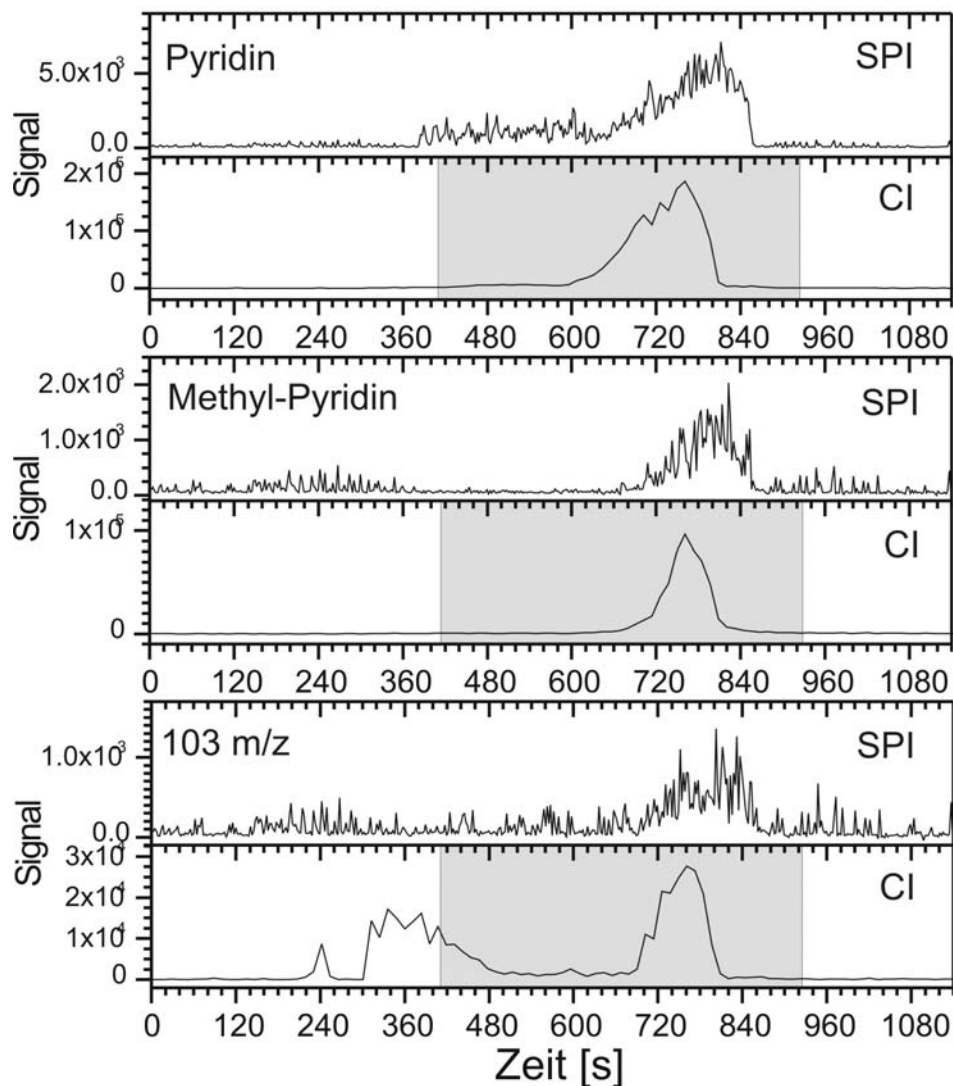 Pyridin SPI
5.0x10³
0.0
Signal
CI
2x10⁵
1x10⁵
0
0 120 240 360 480 600 720 840 960 1080
Methyl-Pyridin SPI
2.0x10³
1.0x10³
0.0
Signal
CI
1x10⁵
0
0 120 240 360 480 600 720 840 960 1080
103 m/z SPI
1.0x10³
0.0
Signal
CI
3x10⁴
2x10⁴
1x10⁴
0
0 120 240 360 480 600 720 840 960 1080
Zeit [s]